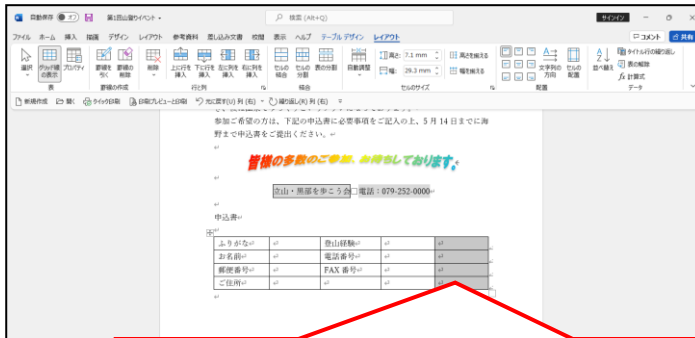 自動保存 オフ 第1回山登りイベント 検索 (Alt+Q) サインイン
ファイル ホーム 挿入 描画 デザイン レイアウト 参考資料 差し込み文書 校閲 表示 ヘルプ テーブル デザイン レイアウト コメント 共有
選択 グリッド線の表示 プロパティ 罫線を引く 罫線の削除 削除 上に行を挿入 下に行を挿入 左に列を挿入 右に列を挿入 セルの結合 セルの分割 表の分割 自動調整 高さ: 7.1 mm 高さを揃える 文字列の方向 セルの配置 並べ替え タイトル行の繰り返し
幅: 29.3 mm 幅を揃える 表の解除
fx 計算式
表 罫線の作成 行と列 結合 セルのサイズ 配置 データ
新規作成 開く クイック印刷 印刷プレビューと印刷 元に戻す(U) R (右) 繰り返し(R) R (右)
参加ご希望の方は、下記の申込書に必要事項をご記入の上、5 月 14 日までに海
野まで申込書をご提出ください。
皆様の多数のご参加、お待ちしております。
立山・黒部を歩こう会 電話：079-252-0000
申込書
ふりがな 登山経験
お名前 電話番号
郵便番号 FAX 番号
ご住所